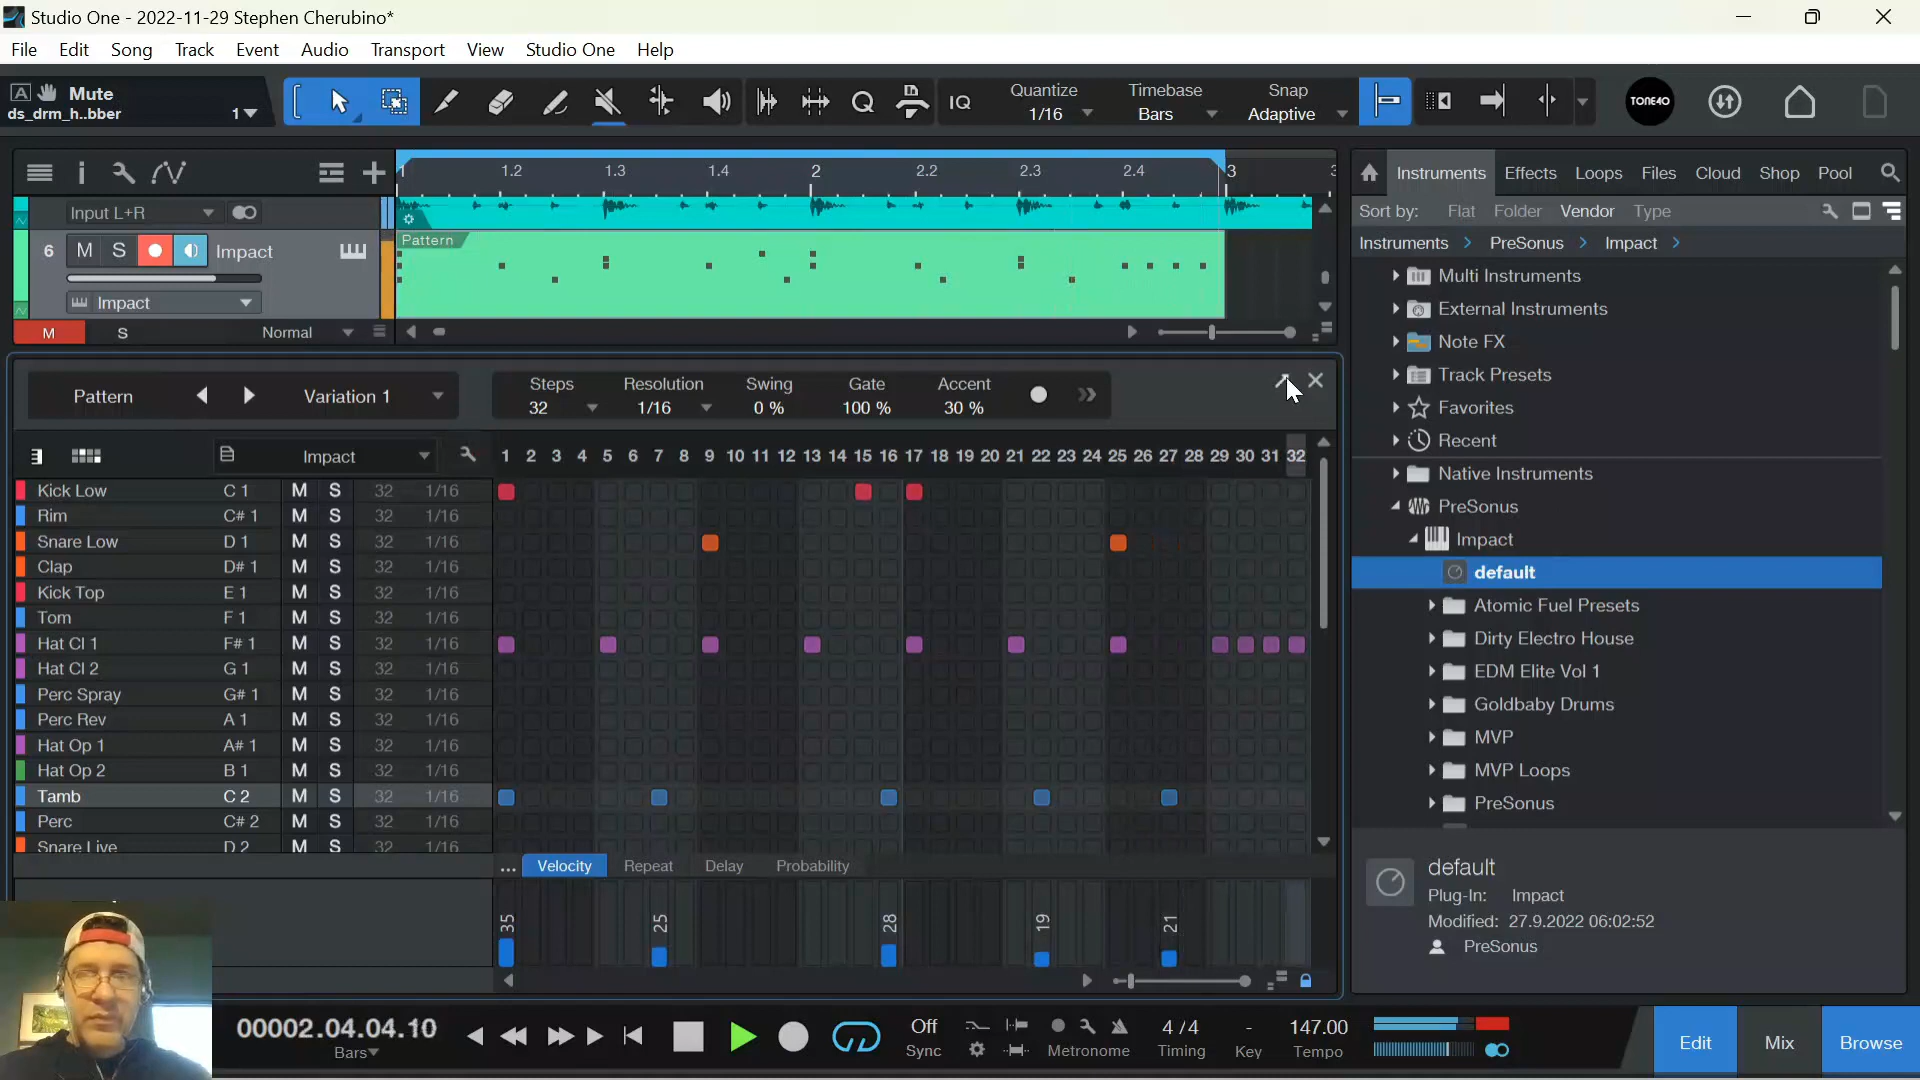 Studio One - 2022-11-29 Stephen Cherubino*
File Edit Song Track Event Audio Transport View Studio One Help
A Mute
ds_drm_h..bber 1
IQ
Quantize
1/16
Timebase
Bars
Snap
Adaptive
TONE40
1 1.2 1.3 1.4 2 2.2 2.3 2.4 3 3
Input L+R
Pattern
6 M S Impact
Impact
M S Normal
Instruments Effects Loops Files Cloud Shop Pool
Sort by: Flat Folder Vendor Type
Instruments > PreSonus > Impact >
Multi Instruments
External Instruments
Note FX
Track Presets
Favorites
Recent
Native Instruments
PreSonus
Impact
default
Atomic Fuel Presets
Dirty Electro House
EDM Elite Vol 1
Goldbaby Drums
MVP
MVP Loops
PreSonus
default
Plug-In: Impact
Modified: 27.9.2022 06:02:52
PreSonus
Pattern Variation 1
Steps
32
Resolution
1/16
Swing
0 %
Gate
100 %
Accent
30 %
Impact
1 2 3 4 5 6 7 8 9 10 11 12 13 14 15 16 17 18 19 20 21 22 23 24 25 26 27 28 29 30 31 32
Kick Low C 1 M S 32 1/16
Rim C# 1 M S 32 1/16
Snare Low D 1 M S 32 1/16
Clap D# 1 M S 32 1/16
Kick Top E 1 M S 32 1/16
Tom F 1 M S 32 1/16
Hat Cl 1 F# 1 M S 32 1/16
Hat Cl 2 G 1 M S 32 1/16
Perc Spray G# 1 M S 32 1/16
Perc Rev A 1 M S 32 1/16
Hat Op 1 A# 1 M S 32 1/16
Hat Op 2 B 1 M S 32 1/16
Tamb C 2 M S 32 1/16
Perc C# 2 M S 32 1/16
Snare Live D 2 M S 32 1/16
... Velocity Repeat Delay Probability
35 25 28 19 21
00002.04.04.10
Bars
Off
Sync
Metronome
4 / 4
Timing
-
Key
147.00
Tempo
Edit Mix Browse